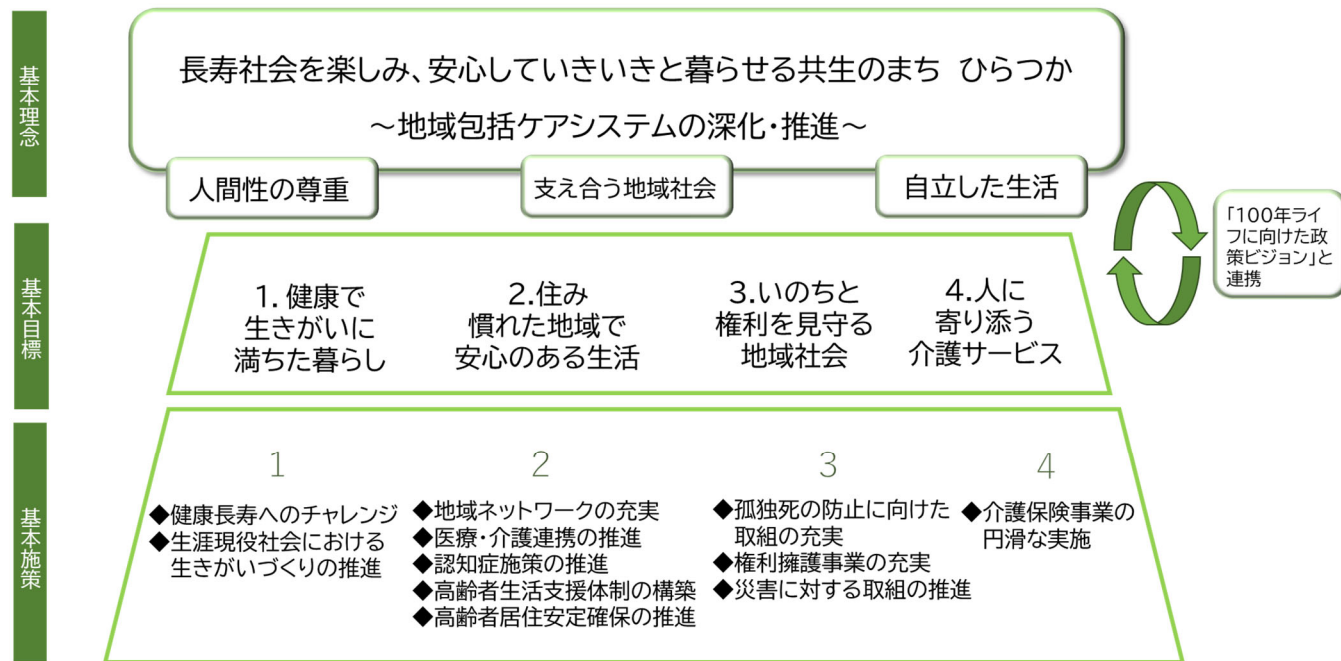 基本理念
長寿社会を楽しみ、安心していきいきと暮らせる共生のまち ひらつか
～地域包括ケアシステムの深化・推進～
人間性の尊重
支え合う地域社会
自立した生活
「100年ライ
フに向けた政
策ビジョン」と
連携
基本目標
1.健康で
生きがいに
満ちた暮らし
2.住み
慣れた地域で
安心のある生活
3.いのちと
権利を見守る
地域社会
4.人に
寄り添う
介護サービス
基本施策
1
◆健康長寿へのチャレンジ
◆生涯現役社会における
生きがいづくりの推進
2
◆地域ネットワークの充実
◆医療・介護連携の推進
◆認知症施策の推進
◆高齢者生活支援体制の構築
◆高齢者居住安定確保の推進
3
◆孤独死の防止に向けた
取組の充実
◆権利擁護事業の充実
◆災害に対する取組の推進
4
◆介護保険事業の
円滑な実施